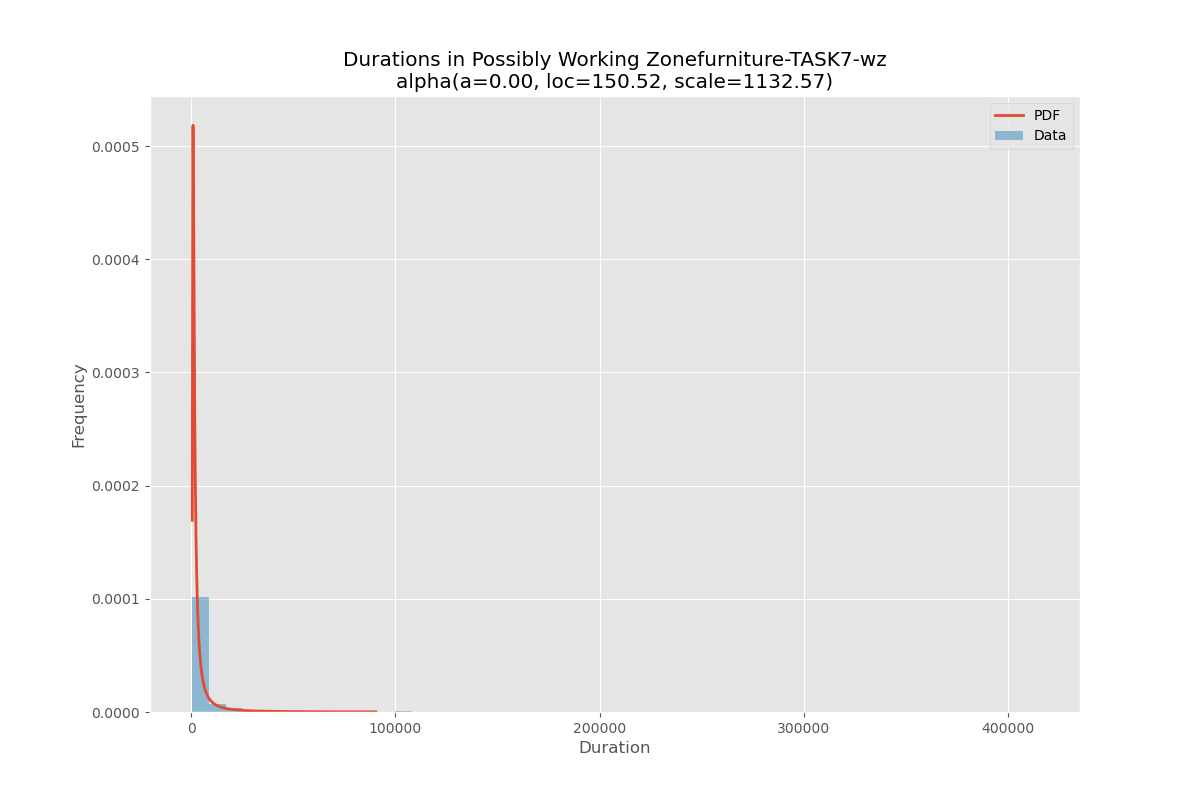 Durations in Possibly Working Zonefurniture-TASK7-wz
alpha(a=0.00, loc=150.52, scale=1132.57)
PDF
Data
0.0005
0.0004
0.0003
0.0002
0.0001
0.0000
Frequency
0
100000
200000
300000
400000
Duration